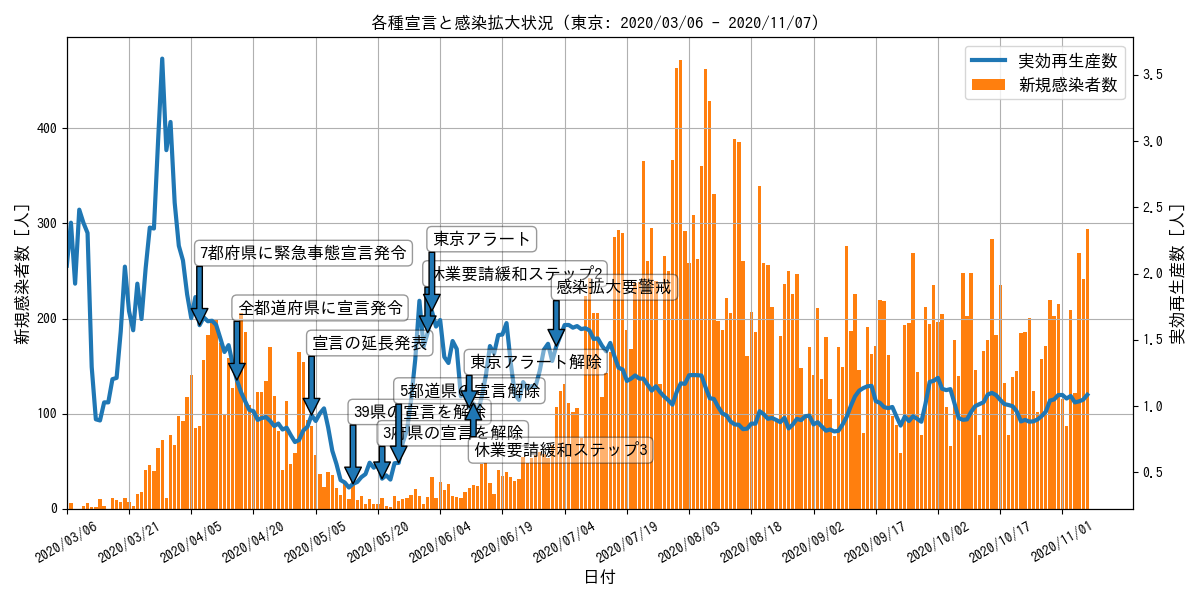 各種宣言と感染拡大状況 (東京: 2020/03/06 - 2020/11/07)
実効再生産数
新規感染者数
新規感染者数 [人]
400
300
200
100
0
3.5
3.0
2.5
2.0
1.5
1.0
0.5
実効再生産数 [人]
東京アラート
7都府県に緊急事態宣言発令
休業要請緩和ステップ2
感染拡大要警戒
全都道府県に宣言発令
宣言の延長発表
東京アラート解除
5都道県の宣言解除
39県の宣言を解除
3府県の宣言を解除
休業要請緩和ステップ3
2020/03/06
2020/03/21
2020/04/05
2020/04/20
2020/05/05
2020/05/20
2020/06/04
2020/06/19
2020/07/04
2020/07/19
2020/08/03
2020/08/18
2020/09/02
2020/09/17
2020/10/02
2020/10/17
2020/11/01
日付